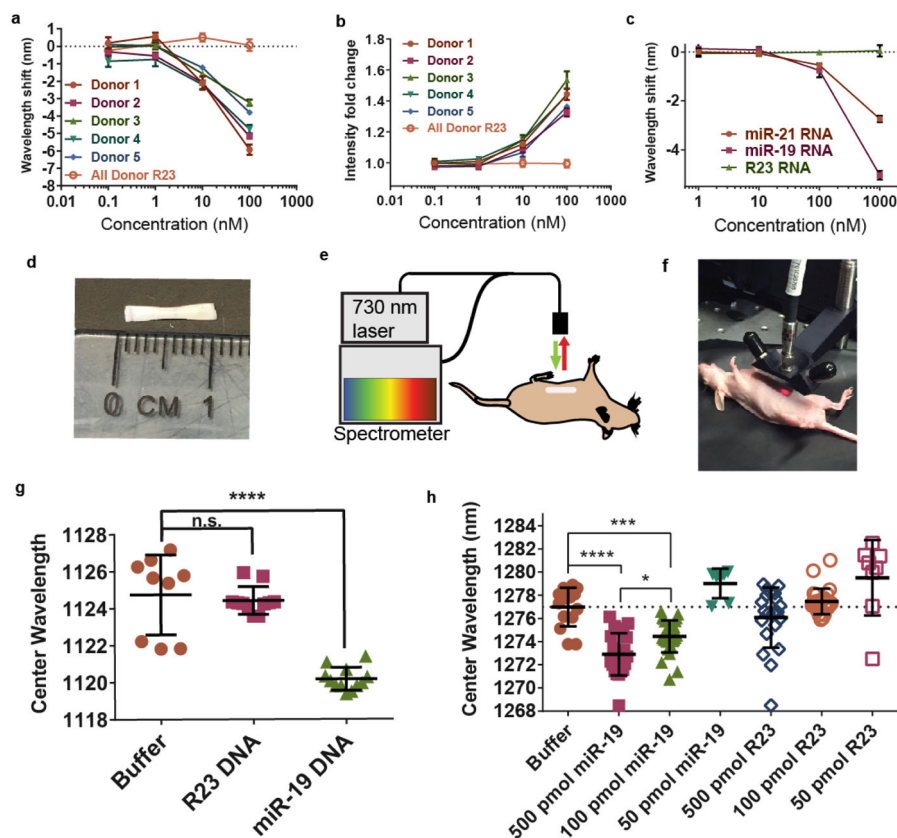 a
Wavelength shift (nm)
1
0
-1
-2
-3
-4
-5
-6
-7
-8
Donor 1
Donor 2
Donor 3
Donor 4
Donor 5
All Donor R23
0.01 0.1 1 10 100 1000
Concentration (nM)
b
Intensity fold change
1.8
1.6
1.4
1.2
1.0
Donor 1
Donor 2
Donor 3
Donor 4
Donor 5
All Donor R23
0.01 0.1 1 10 100 1000
Concentration (nM)
c
Wavelength shift (nm)
0
-2
-4
miR-21 RNA
miR-19 RNA
R23 RNA
1 10 100 1000
Concentration (nM)
d
0 CM 1
e
730 nm
laser
Spectrometer
f
g
Center Wavelength
1128
1126
1124
1122
1120
1118
****
n.s.
Buffer
R23 DNA
miR-19 DNA
h
Center Wavelength (nm)
1284
1282
1280
1278
1276
1274
1272
1270
1268
***
****
*
Buffer
500 pmol miR-19
100 pmol miR-19
50 pmol miR-19
500 pmol R23
100 pmol R23
50 pmol R23